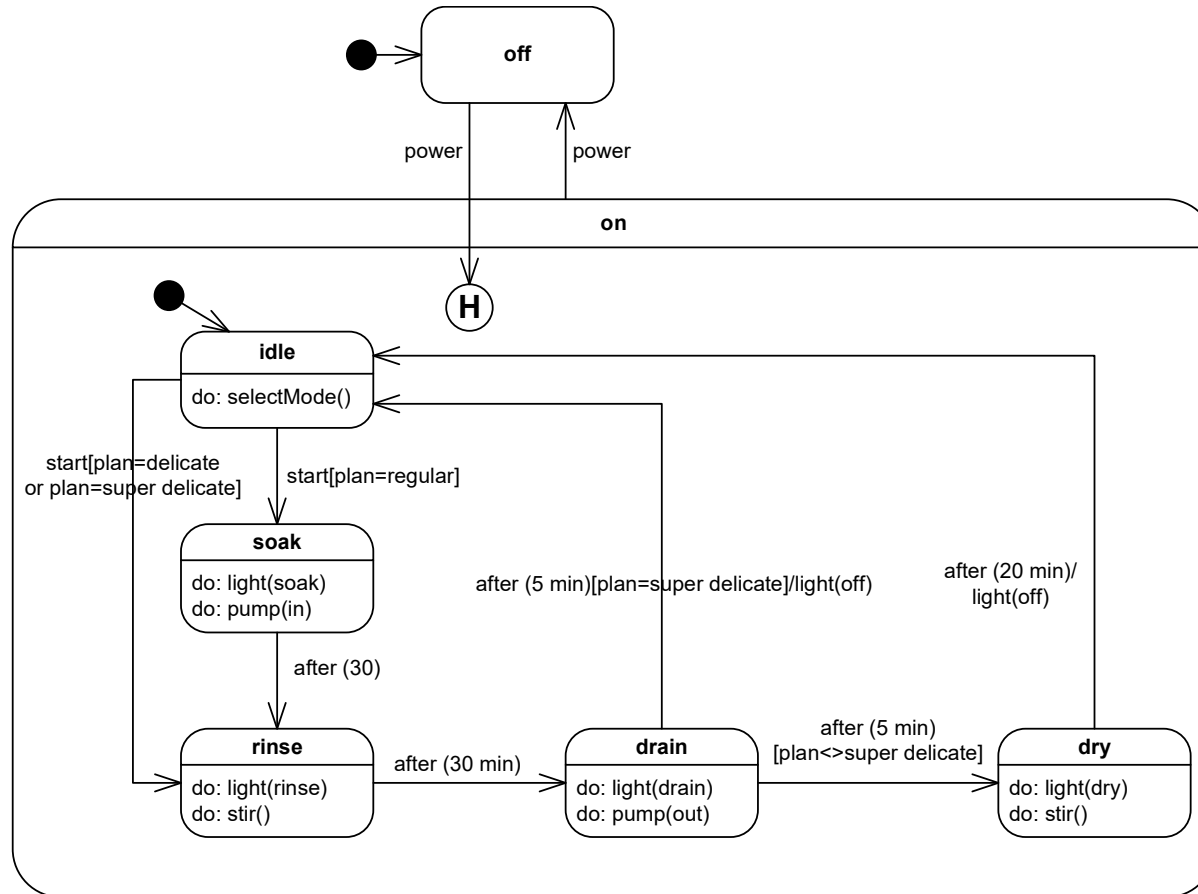 off
power
power
on
H
idle
do: selectMode()
start[plan=delicate
or plan=super delicate]
start[plan=regular]
soak
do: light(soak)
do: pump(in)
after (5 min)[plan=super delicate]/light(off)
after (20 min)/
light(off)
after (30)
rinse
do: light(rinse)
do: stir()
after (30 min)
drain
do: light(drain)
do: pump(out)
after (5 min)
[plan<>super delicate]
dry
do: light(dry)
do: stir()